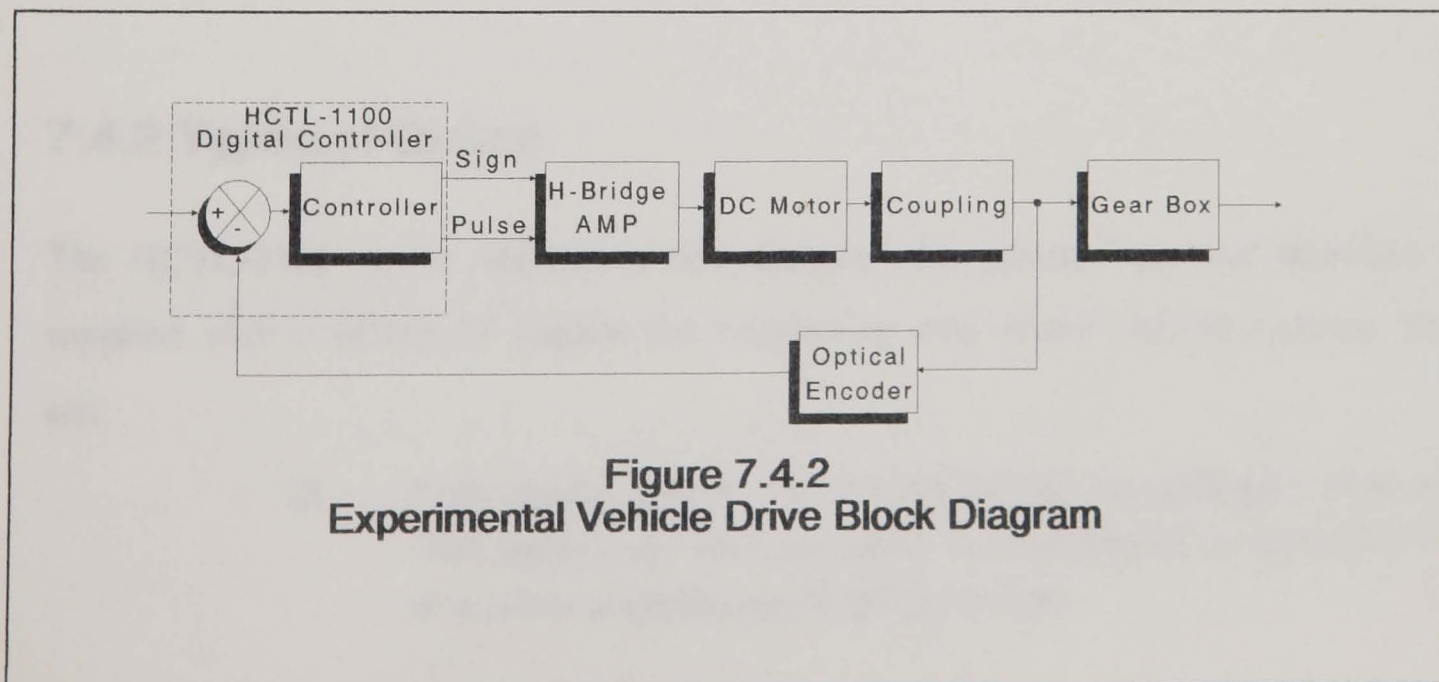 HCTL-1100
Digital Controller
+
-
Controller
Sign
Pulse
H-Bridge
AMP
DC Motor
Coupling
Gear Box
Optical
Encoder
Figure 7.4.2
Experimental Vehicle Drive Block Diagram